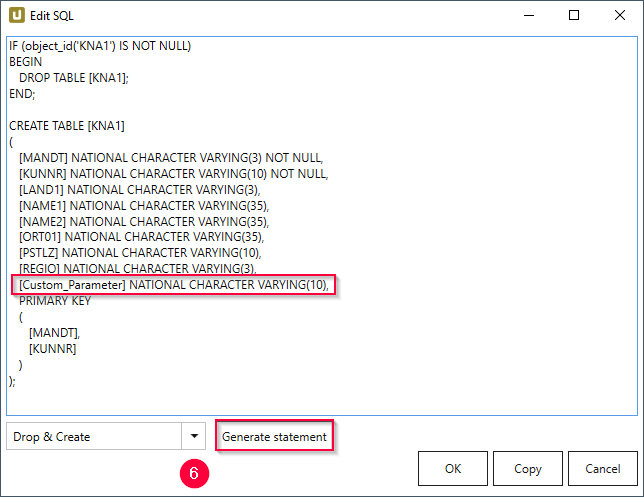 Edit SQL
IF (object_id('KNA1') IS NOT NULL)
BEGIN
DROP TABLE [KNA1];
END;
CREATE TABLE [KNA1]
(
[MANDT] NATIONAL CHARACTER VARYING(3) NOT NULL,
[KUNNR] NATIONAL CHARACTER VARYING(10) NOT NULL,
[LAND1] NATIONAL CHARACTER VARYING(3),
[NAME1] NATIONAL CHARACTER VARYING(35),
[NAME2] NATIONAL CHARACTER VARYING(35),
[ORT01] NATIONAL CHARACTER VARYING(35),
[PSTLZ] NATIONAL CHARACTER VARYING(10),
[REGIO] NATIONAL CHARACTER VARYING(3),
[Custom_Parameter] NATIONAL CHARACTER VARYING(10),
PRIMARY KEY
(
[MANDT],
[KUNNR]
)
);
Drop & Create
Generate statement
6
OK
Copy
Cancel